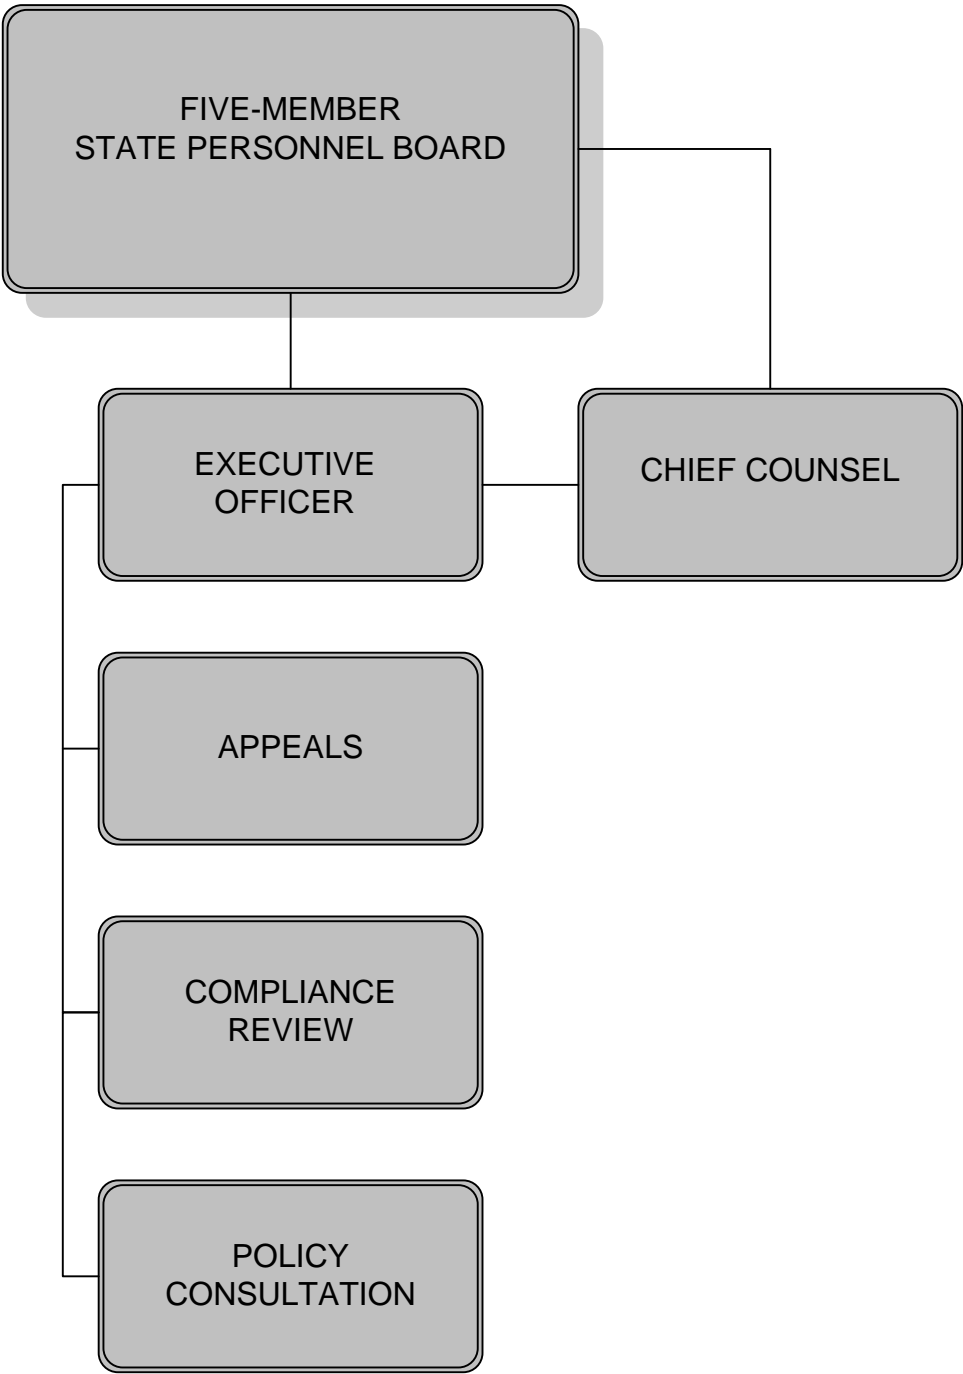 FIVE-MEMBER
STATE PERSONNEL BOARD
EXECUTIVE
OFFICER
CHIEF COUNSEL
APPEALS
COMPLIANCE
REVIEW
POLICY
CONSULTATION